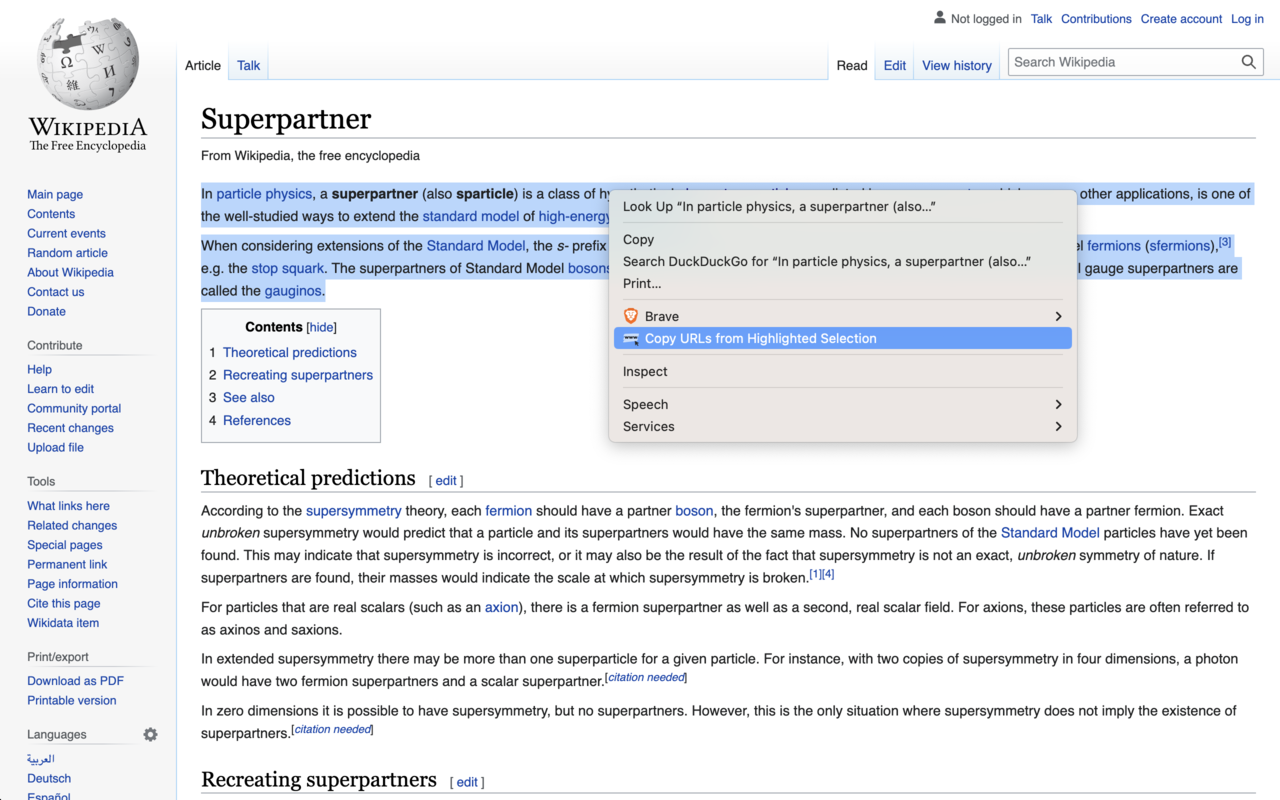 Not logged in Talk Contributions Create account Log in
Article Talk Read Edit View history Search Wikipedia
WIKIPEDIA
The Free Encyclopedia
Main page
Contents
Current events
Random article
About Wikipedia
Contact us
Donate
Contribute
Help
Learn to edit
Community portal
Recent changes
Upload file
Tools
What links here
Related changes
Special pages
Permanent link
Page information
Cite this page
Wikidata item
Print/export
Download as PDF
Printable version
Languages
العربية
Deutsch
Español
Superpartner
From Wikipedia, the free encyclopedia
In particle physics, a superpartner (also sparticle) is a class of other applications, is one of
the well-studied ways to extend the standard model of high-energy
When considering extensions of the Standard Model, the s- prefix fermions (sfermions),[3]
e.g. the stop squark. The superpartners of Standard Model bosons gauge superpartners are
called the gauginos.
Look Up “In particle physics, a superpartner (also...”
Copy
Search DuckDuckGo for “In particle physics, a superpartner (also...”
Print...
Brave
Copy URLs from Highlighted Selection
Inspect
Speech
Services
Contents [hide]
1 Theoretical predictions
2 Recreating superpartners
3 See also
4 References
Theoretical predictions [ edit ]
According to the supersymmetry theory, each fermion should have a partner boson, the fermion's superpartner, and each boson should have a partner fermion. Exact
unbroken supersymmetry would predict that a particle and its superpartners would have the same mass. No superpartners of the Standard Model particles have yet been
found. This may indicate that supersymmetry is incorrect, or it may also be the result of the fact that supersymmetry is not an exact, unbroken symmetry of nature. If
superpartners are found, their masses would indicate the scale at which supersymmetry is broken.[1][4]
For particles that are real scalars (such as an axion), there is a fermion superpartner as well as a second, real scalar field. For axions, these particles are often referred to
as axinos and saxions.
In extended supersymmetry there may be more than one superparticle for a given particle. For instance, with two copies of supersymmetry in four dimensions, a photon
would have two fermion superpartners and a scalar superpartner.[citation needed]
In zero dimensions it is possible to have supersymmetry, but no superpartners. However, this is the only situation where supersymmetry does not imply the existence of
superpartners.[citation needed]
Recreating superpartners [ edit ]